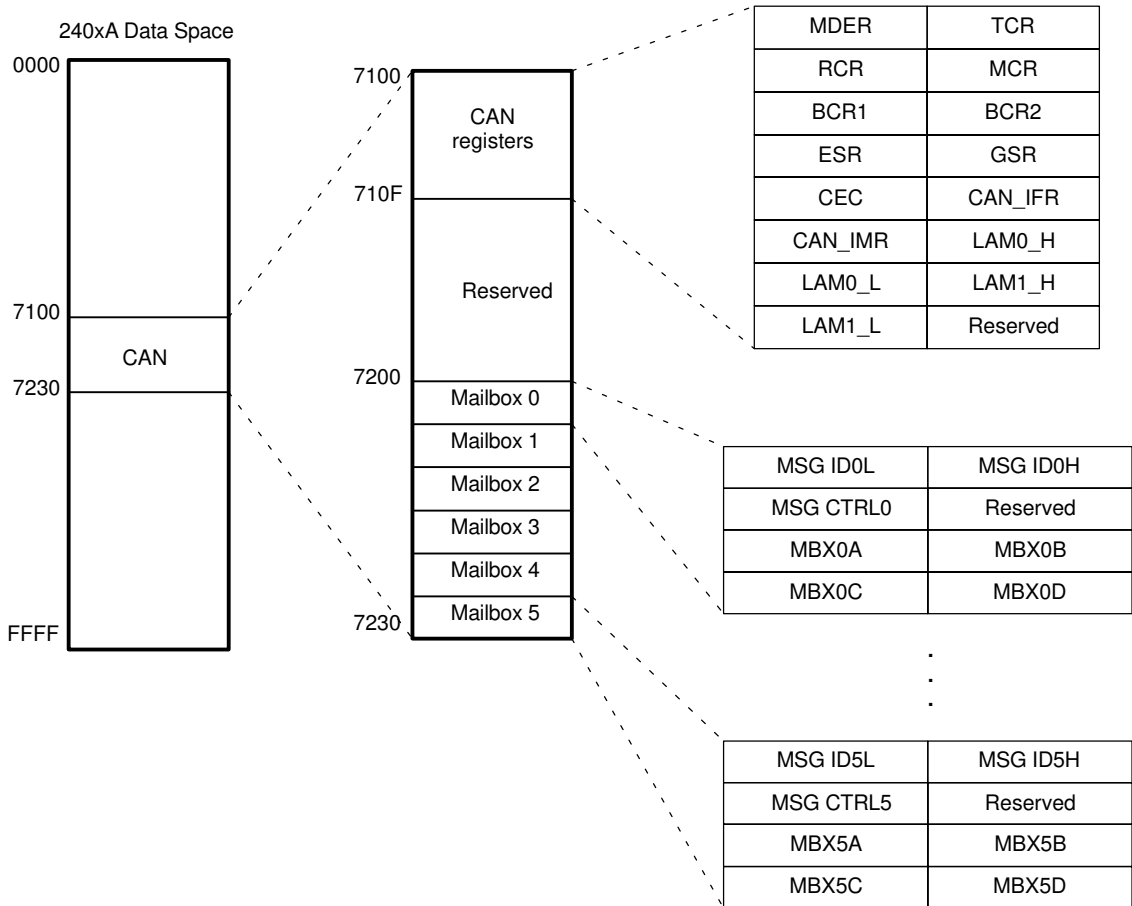 240xA Data Space
0000
7100
CAN
7230
FFFF
7100
CAN
registers
710F
Reserved
7200
Mailbox 0
Mailbox 1
Mailbox 2
Mailbox 3
Mailbox 4
Mailbox 5
7230
MDER TCR
RCR MCR
BCR1 BCR2
ESR GSR
CEC CAN_IFR
CAN_IMR LAM0_H
LAM0_L LAM1_H
LAM1_L Reserved
MSG ID0L MSG ID0H
MSG CTRL0 Reserved
MBX0A MBX0B
MBX0C MBX0D
.
.
.
MSG ID5L MSG ID5H
MSG CTRL5 Reserved
MBX5A MBX5B
MBX5C MBX5D